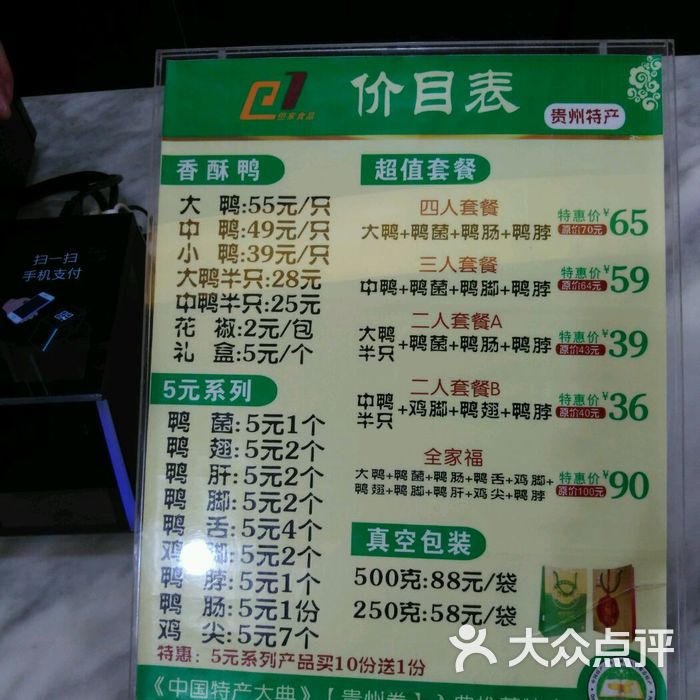 价目表
贵州特产
香酥鸭
大 鸭:55元/只
中 鸭:49元/只
小 鸭:39元/只
大鸭半只:28元
中鸭半只:25元
花 椒:2元/包
礼 盒:5元/个
5元系列
鸭 菌:5元1个
鸭 翅:5元2个
鸭 肝:5元2个
鸭 脚:5元2个
鸭 舌:5元4个
鸡 脚:5元2个
鸭 脖:5元1个
鸭 肠:5元1份
鸡 尖:5元7个
特惠：5元系列产品买10份送1份
超值套餐
四人套餐
大鸭+鸭菌+鸭肠+鸭脖
特惠价¥65
原价70元
三人套餐
中鸭+鸭菌+鸭脚+鸭脖
特惠价¥59
原价64元
二人套餐A
大鸭半只+鸭菌+鸭肠+鸭脖
特惠价¥39
原价43元
二人套餐B
中鸭半只+鸡脚+鸭翅+鸭脖
特惠价¥36
原价40元
全家福
大鸭+鸭菌+鸭肠+鸭舌+鸡脚+
鸭翅+鸭脚+鸭肝+鸡尖+鸭脖
特惠价¥90
原价100元
真空包装
500克:88元/袋
250克:58元/袋
《中国特产大典》【贵州卷】
扫一扫
手机支付
大众点评